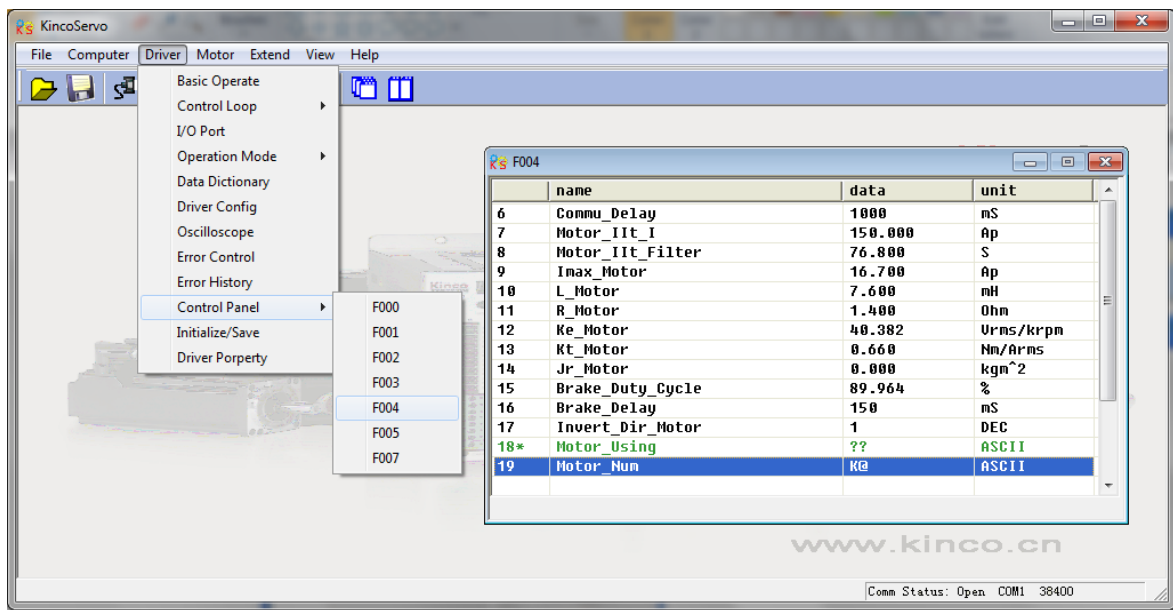 KincoServo
File Computer Driver Motor Extend View Help
Basic Operate
Control Loop
I/O Port
Operation Mode
Data Dictionary
Driver Config
Oscilloscope
Error Control
Error History
Control Panel
Initialize/Save
Driver Porperty
F000
F001
F002
F003
F004
F005
F007
F004
name data unit
6 Commu_Delay 1000 mS
7 Motor_IIt_I 150.000 Ap
8 Motor_IIt_Filter 76.800 S
9 Imax_Motor 16.700 Ap
10 L_Motor 7.600 mH
11 R_Motor 1.400 Ohm
12 Ke_Motor 40.382 Vrms/krpm
13 Kt_Motor 0.660 Nm/Arms
14 Jr_Motor 0.000 kgm^2
15 Brake_Duty_Cycle 89.964 %
16 Brake_Delay 150 mS
17 Invert_Dir_Motor 1 DEC
18* Motor_Using ?? ASCII
19 Motor_Num K@ ASCII
Kinco
www.kinco.cn
Comm Status: Open COM1 38400